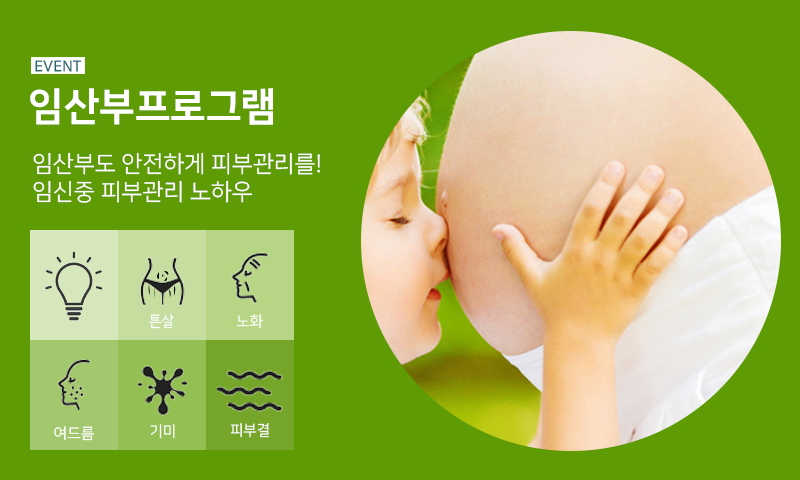 EVENT
임산부프로그램
임산부도 안전하게 피부관리를!
임신중 피부관리 노하우
튼살
노화
여드름
기미
피부결